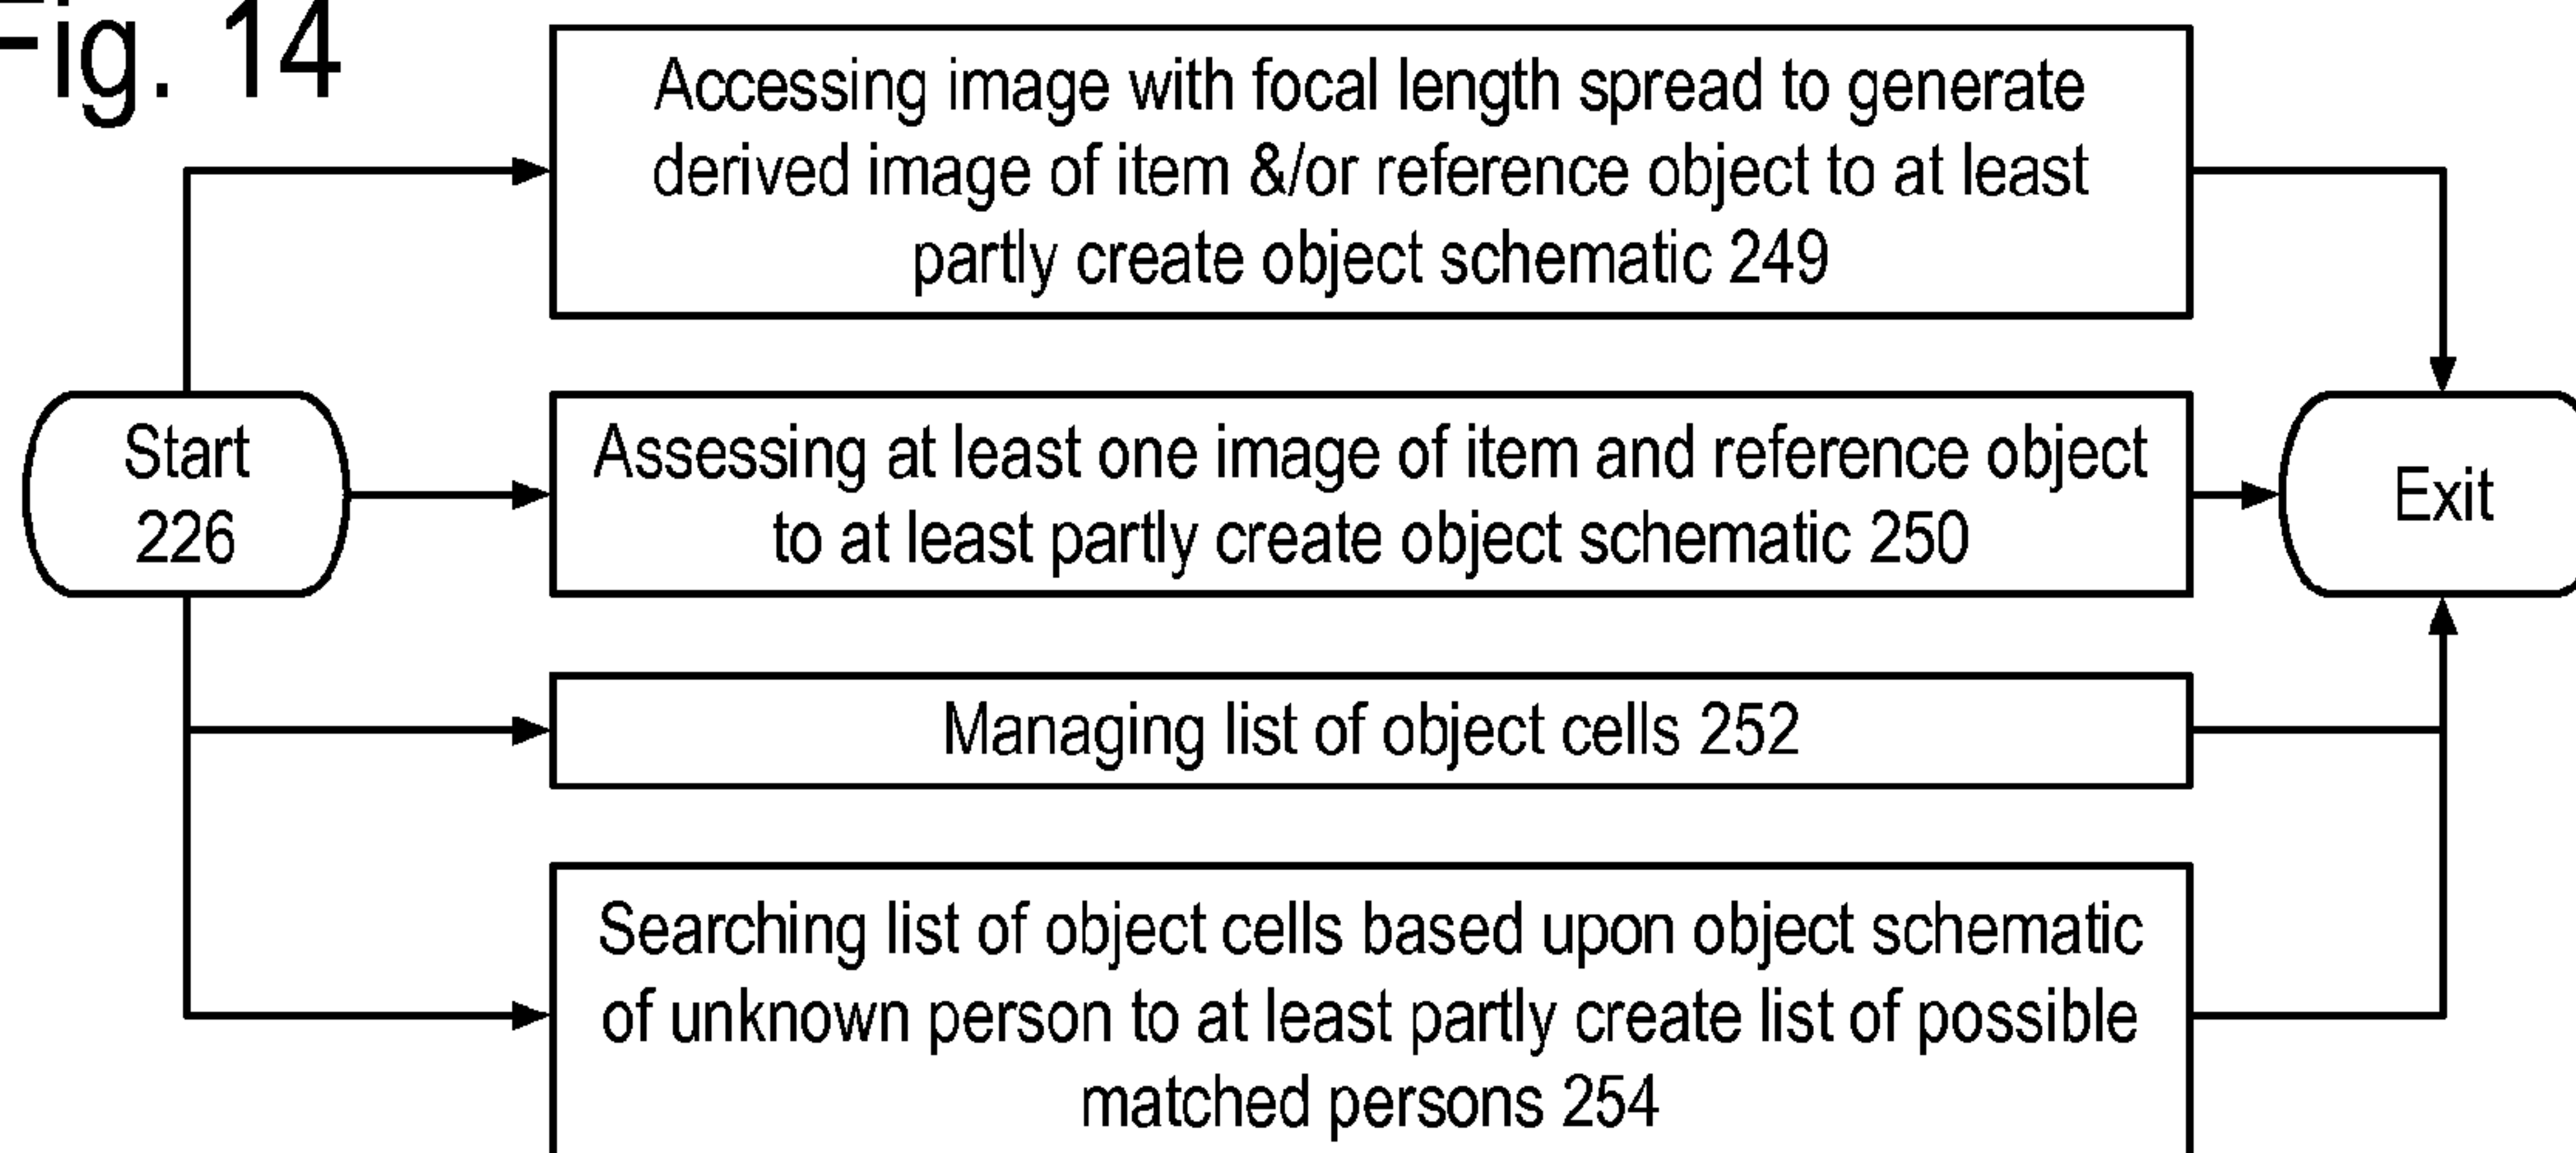 Fig. 14
Accessing image with focal length spread to generate
derived image of item &/or reference object to at least
partly create object schematic 249
Start
226
Assessing at least one image of item and reference object
to at least partly create object schematic 250
Exit
Managing list of object cells 252
Searching list of object cells based upon object schematic
of unknown person to at least partly create list of possible
matched persons 254